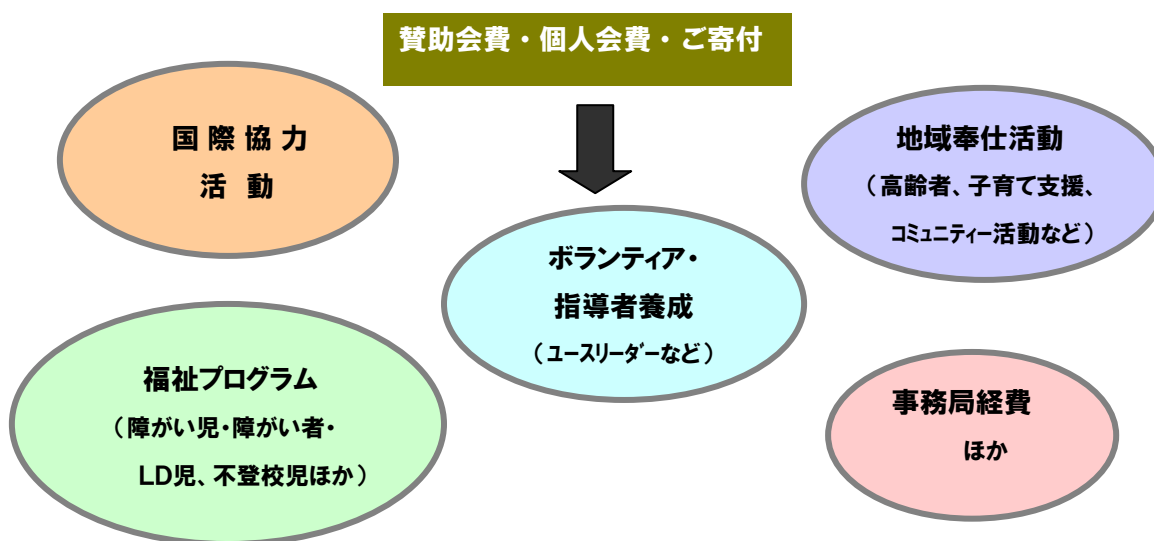 賛助会費・個人会費・ご寄付
国際協力
活動
地域奉仕活動
（高齢者、子育て支援、
コミュニティー活動など）
ボランティア・
指導者養成
（ユースリーダーなど）
福祉プログラム
（障がい児・障がい者・
LD児、不登校児ほか）
事務局経費
ほか